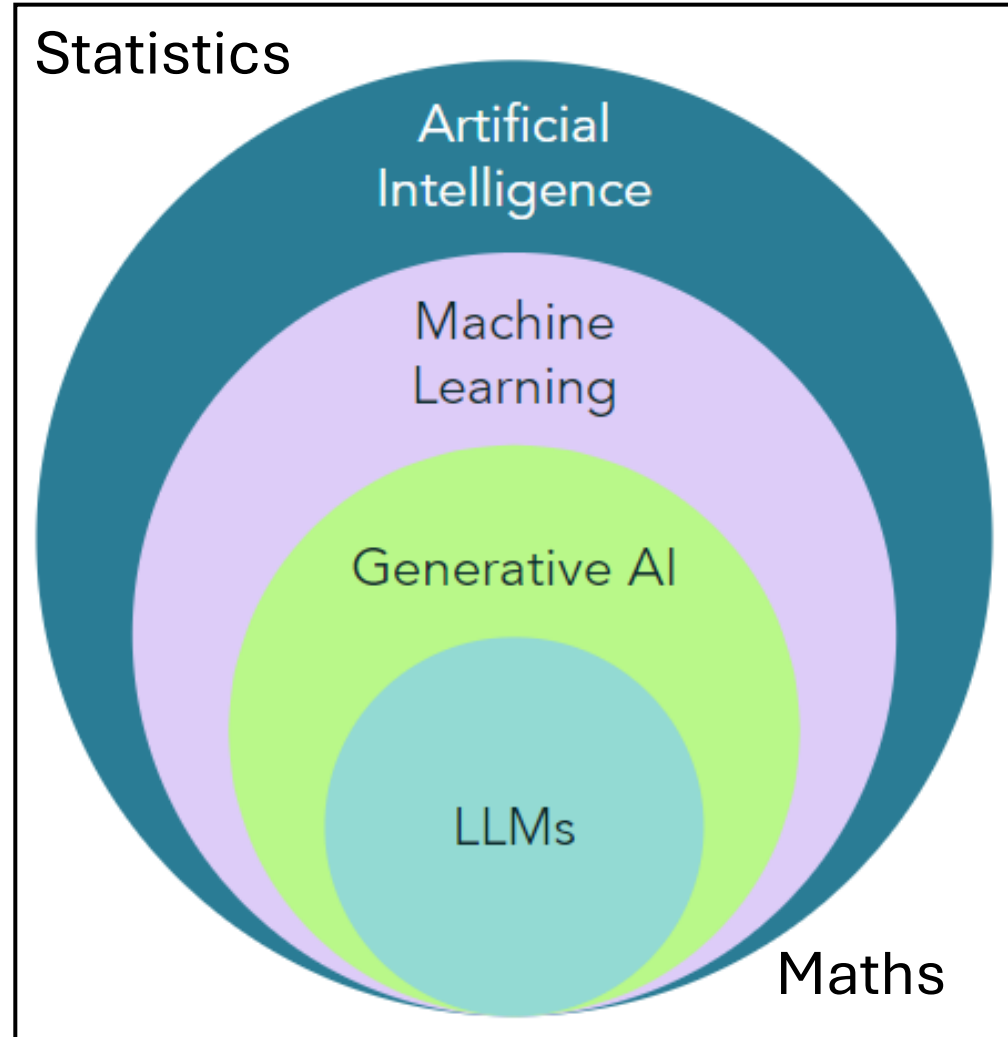 Statistics
Artificial
Intelligence
Machine
Learning
Generative AI
LLMs
Maths